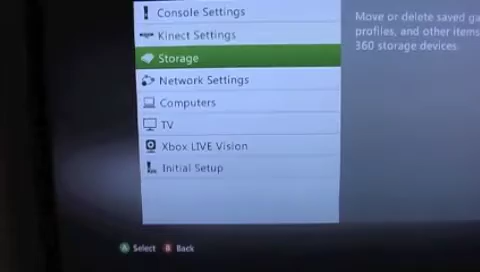 Console Settings
Kinect Settings
Storage
Network Settings
Computers
TV
Xbox LIVE Vision
Initial Setup
Move or delete saved ga
profiles, and other items
360 storage devices.
A Select B Back